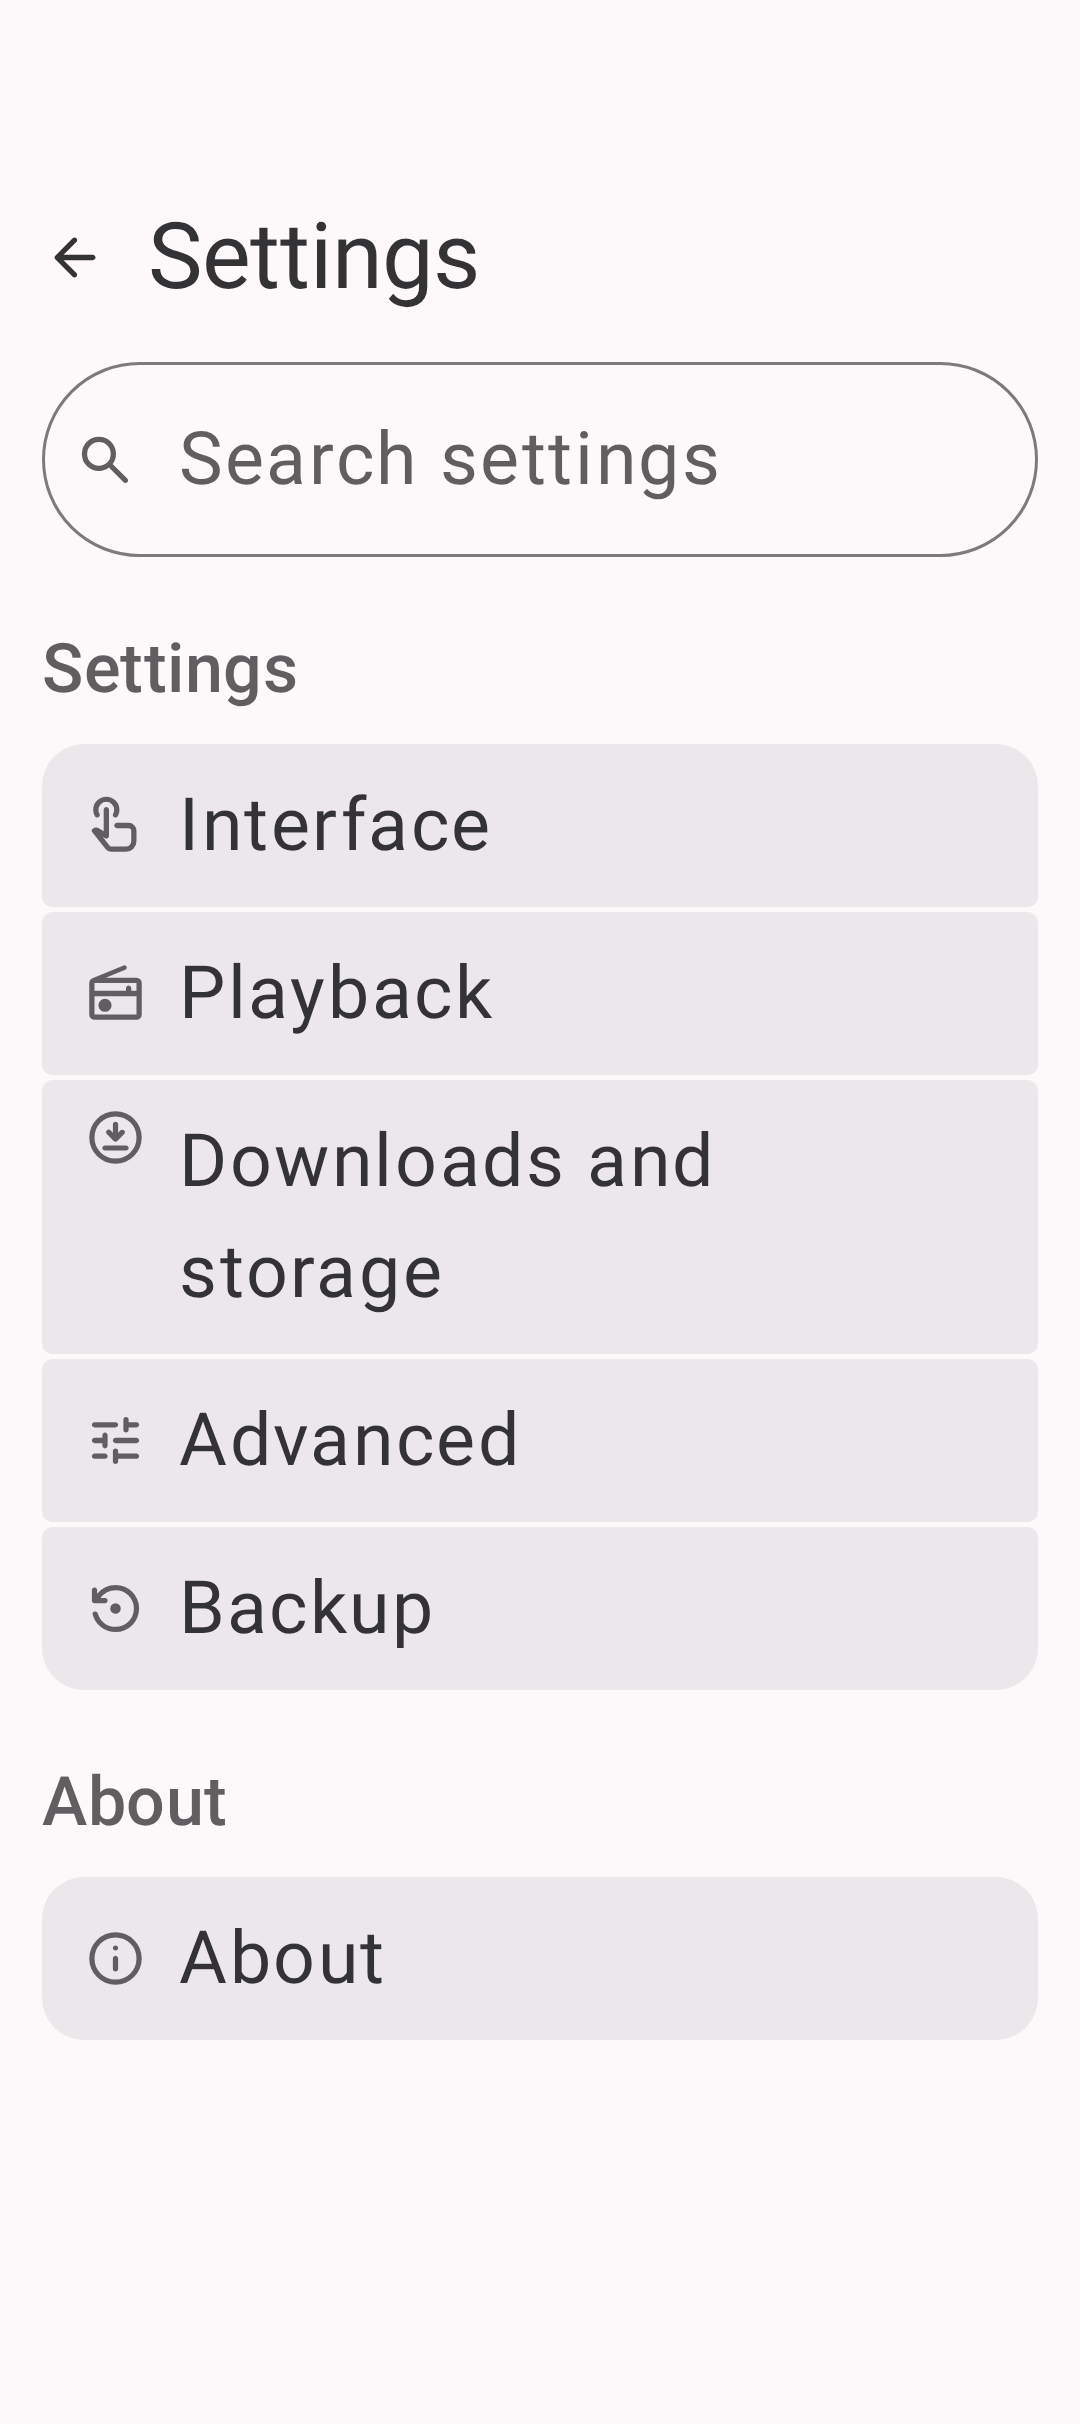 Settings
Search settings
Settings
Interface
Playback
Downloads and
storage
Advanced
Backup
About
About